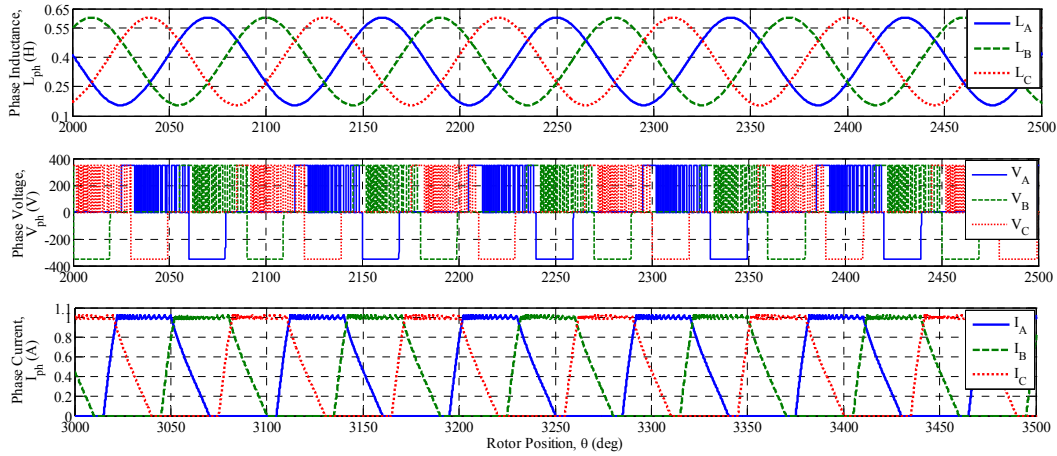 Phase Inductance,
L_ph (H)
0.65
0.55
0.4
0.25
0.1
L_A
L_B
L_C
2000 2050 2100 2150 2200 2250 2300 2350 2400 2450 2500
Phase Voltage,
V_ph (V)
400
200
0
-200
-400
V_A
V_B
V_C
2000 2050 2100 2150 2200 2250 2300 2350 2400 2450 2500
Phase Current,
I_ph (A)
1.1
1
0.8
0.6
0.4
0.2
0
I_A
I_B
I_C
3000 3050 3100 3150 3200 3250 3300 3350 3400 3450 3500
Rotor Position, θ (deg)